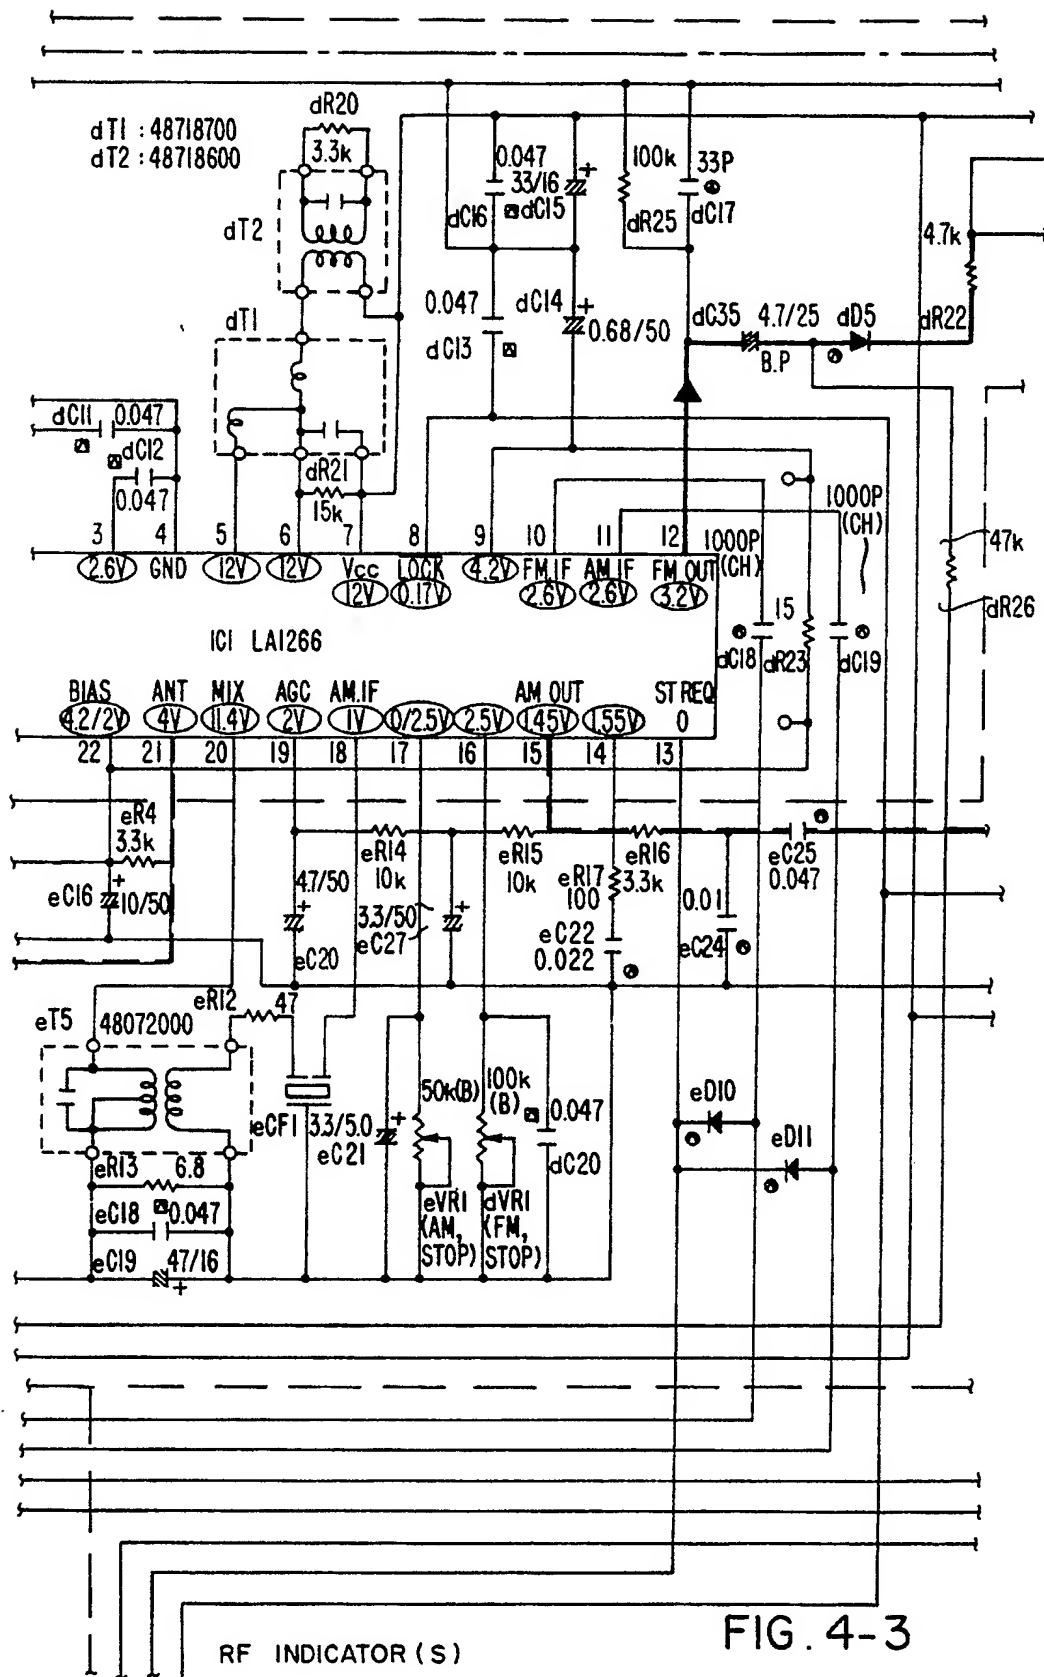 dT1 : 48718700
dT2 : 48718600
dR20
3.3k
0.047
33/16
100k
33P
dC16
dC15
dR25
dC17
dT2
4.7k
dT1
0.047
dC14
dC35
4.7/25
dD5
dR22
dC13
0.68/50
B.P
dC11
0.047
dC12
0.047
dR21
15k
1000P
(CH)
3
4
5
6
7
8
9
10
11
12
1000P
(CH)
47k
2.6V
GND
12V
12V
VCC
12V
LOCK
0.17V
4.2V
FM.IF
2.6V
AM.IF
2.6V
FM OUT
3.2V
15
dR26
IC1 LA1266
dC18
dR23
dC19
BIAS
ANT
MIX
AGC
AM.IF
AM OUT
ST REQ
4.2/2V
4V
11.4V
2V
1V
0/2.5V
2.5V
1.45V
1.55V
0
22
21
20
19
18
17
16
15
14
13
eR4
3.3k
eR14
10k
eR15
10k
eR16
3.3k
eC25
0.047
eR17
100
eC16
10/50
4.7/50
3.3/50
eC27
0.01
eC22
0.022
eC24
eC20
eR12
47
eT5
48072000
50k(B)
100k
(B)
0.047
eD10
eCF1
3.3/5.0
eC21
dC20
eD11
eR13
6.8
eC18
0.047
eVR1
(AM,
STOP)
dVR1
(FM,
STOP)
eC19
47/16
FIG. 4-3
RF INDICATOR (S)